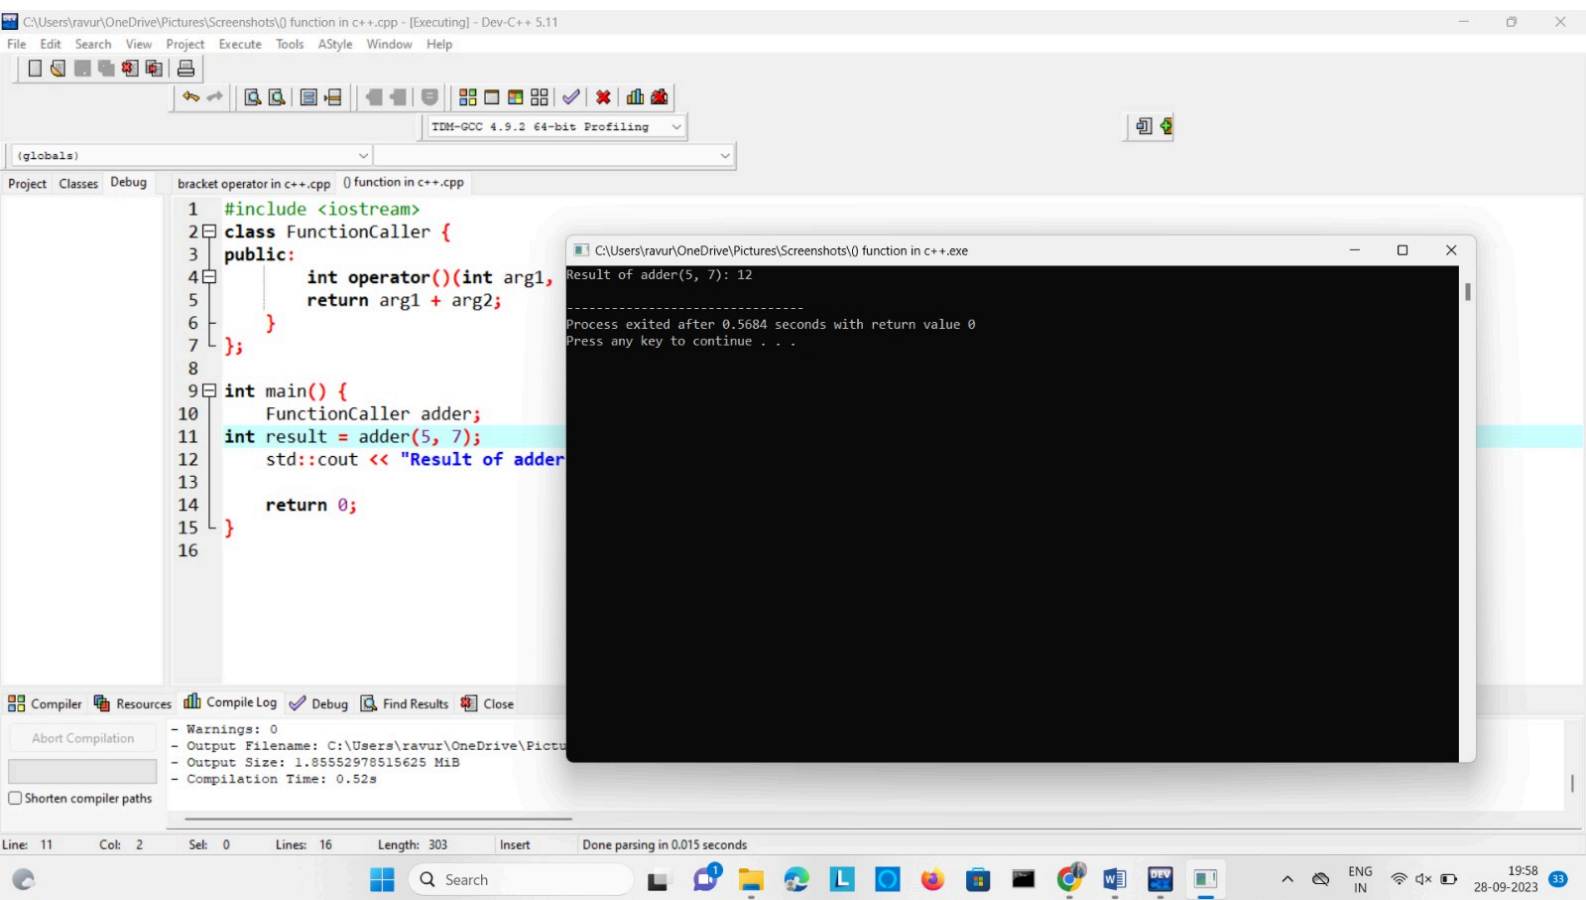 C:\Users\ravur\OneDrive\Pictures\Screenshots\() function in c++.cpp - [Executing] - Dev-C++ 5.11
File Edit Search View Project Execute Tools AStyle Window Help
TDM-GCC 4.9.2 64-bit Profiling
(globals)
Project Classes Debug
bracket operator in c++.cpp () function in c++.cpp
1 #include <iostream>
2 class FunctionCaller {
3 public:
4 int operator()(int arg1,
5 return arg1 + arg2;
6 }
7 };
8
9 int main() {
10 FunctionCaller adder;
11 int result = adder(5, 7);
12 std::cout << "Result of adder
13
14 return 0;
15 }
16
C:\Users\ravur\OneDrive\Pictures\Screenshots\() function in c++.exe
Result of adder(5, 7): 12
--------------------------------
Process exited after 0.5684 seconds with return value 0
Press any key to continue . . .
Compiler Resources Compile Log Debug Find Results Close
Abort Compilation
Shorten compiler paths
- Warnings: 0
- Output Filename: C:\Users\ravur\OneDrive\Pictu
- Output Size: 1.85552978515625 MiB
- Compilation Time: 0.52s
Line: 11 Col: 2 Sel: 0 Lines: 16 Length: 303 Insert Done parsing in 0.015 seconds
Search
1
L
DEV
ENG
IN
19:58
28-09-2023
33